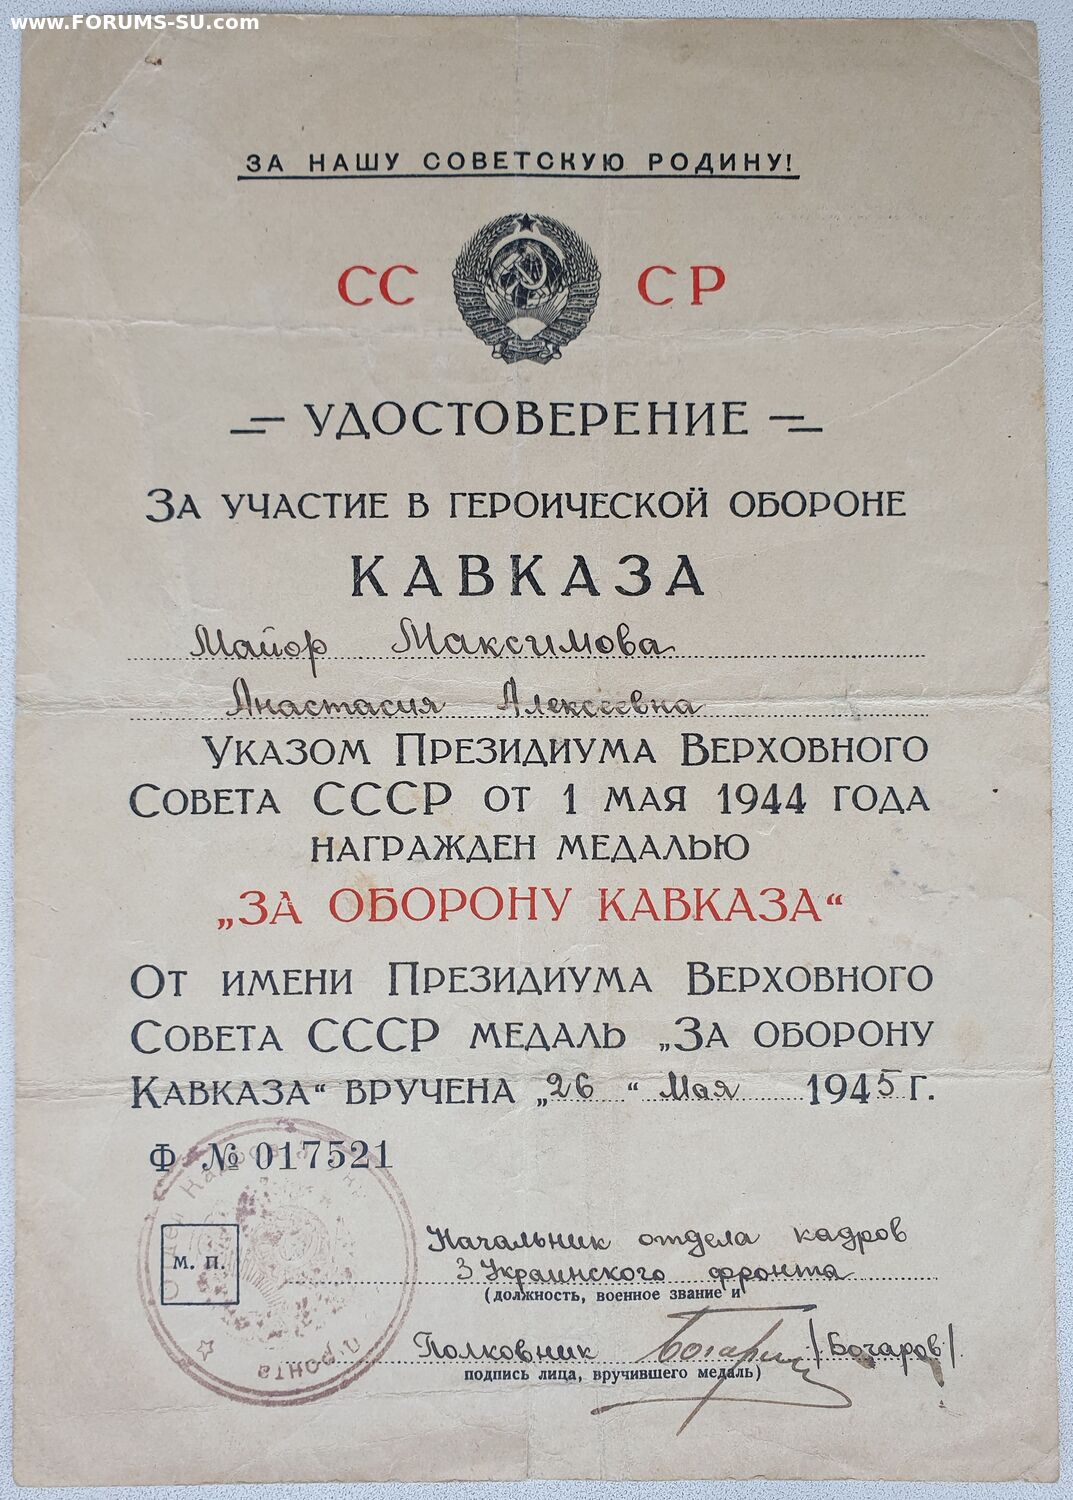 www.FORUMS-SU.com
ЗА НАШУ СОВЕТСКУЮ РОДИНУ!
СС СР
УДОСТОВЕРЕНИЕ
ЗА УЧАСТИЕ В ГЕРОИЧЕСКОЙ ОБОРОНЕ
КАВКАЗА
Майор Максимова
Анастасия Алексеевна
УКАЗОМ ПРЕЗИДИУМА ВЕРХОВНОГО
СОВЕТА СССР ОТ 1 МАЯ 1944 ГОДА
НАГРАЖДЕН МЕДАЛЬЮ
„ЗА ОБОРОНУ КАВКАЗА“
ОТ ИМЕНИ ПРЕЗИДИУМА ВЕРХОВНОГО
СОВЕТА СССР МЕДАЛЬ „ЗА ОБОРОНУ
КАВКАЗА“ ВРУЧЕНА „26“ Мая 1945 Г.
Ф № 017521
М. П.
Начальник отдела кадров
3 Украинского фронта
(должность, военное звание и
Полковник /Бочаров/
подпись лица, вручившего медаль)
фронта